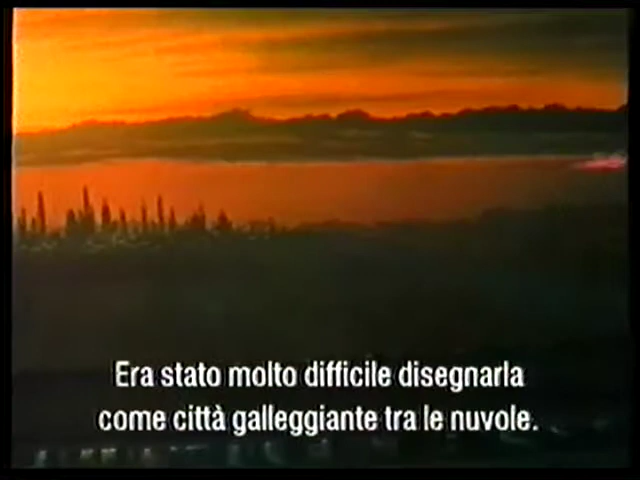 Era stato molto difficile disegnarla
come città galleggiante tra le nuvole.